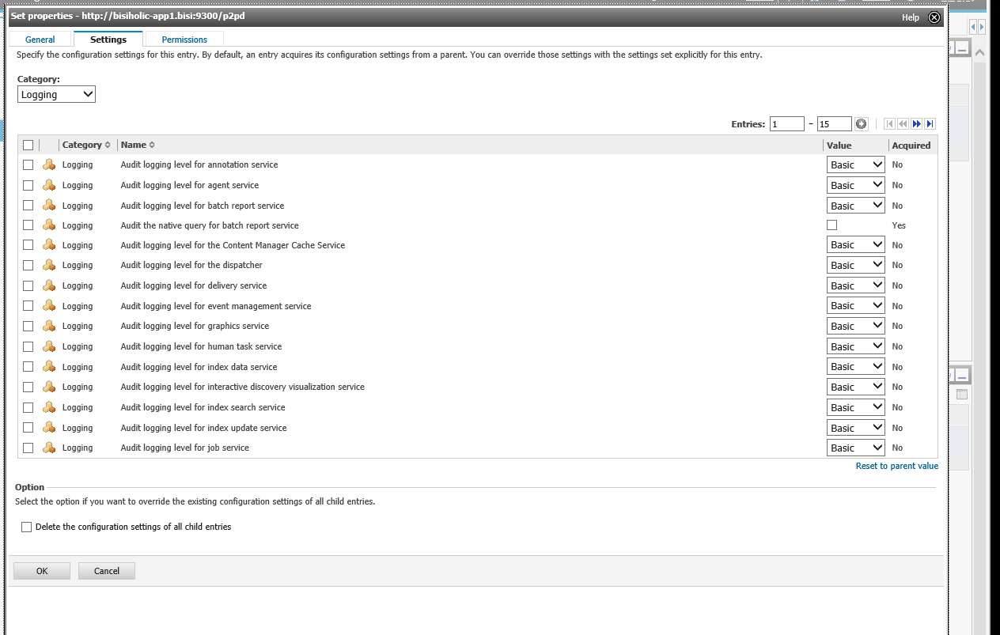 Set properties - http://bisiholic-app1.bisi:9300/p2pd
Help
General Settings Permissions
Specify the configuration settings for this entry. By default, an entry acquires its configuration settings from a parent. You can override those settings with the settings set explicitly for this entry.
Category:
Logging
Entries: 1 - 15
Category Name Value Acquired
Logging Audit logging level for annotation service Basic No
Logging Audit logging level for agent service Basic No
Logging Audit logging level for batch report service Basic No
Logging Audit the native query for batch report service Yes
Logging Audit logging level for the Content Manager Cache Service Basic No
Logging Audit logging level for the dispatcher Basic No
Logging Audit logging level for delivery service Basic No
Logging Audit logging level for event management service Basic No
Logging Audit logging level for graphics service Basic No
Logging Audit logging level for human task service Basic No
Logging Audit logging level for index data service Basic No
Logging Audit logging level for interactive discovery visualization service Basic No
Logging Audit logging level for index search service Basic No
Logging Audit logging level for index update service Basic No
Logging Audit logging level for job service Basic No
Reset to parent value
Option
Select the option if you want to override the existing configuration settings of all child entries.
Delete the configuration settings of all child entries
OK Cancel